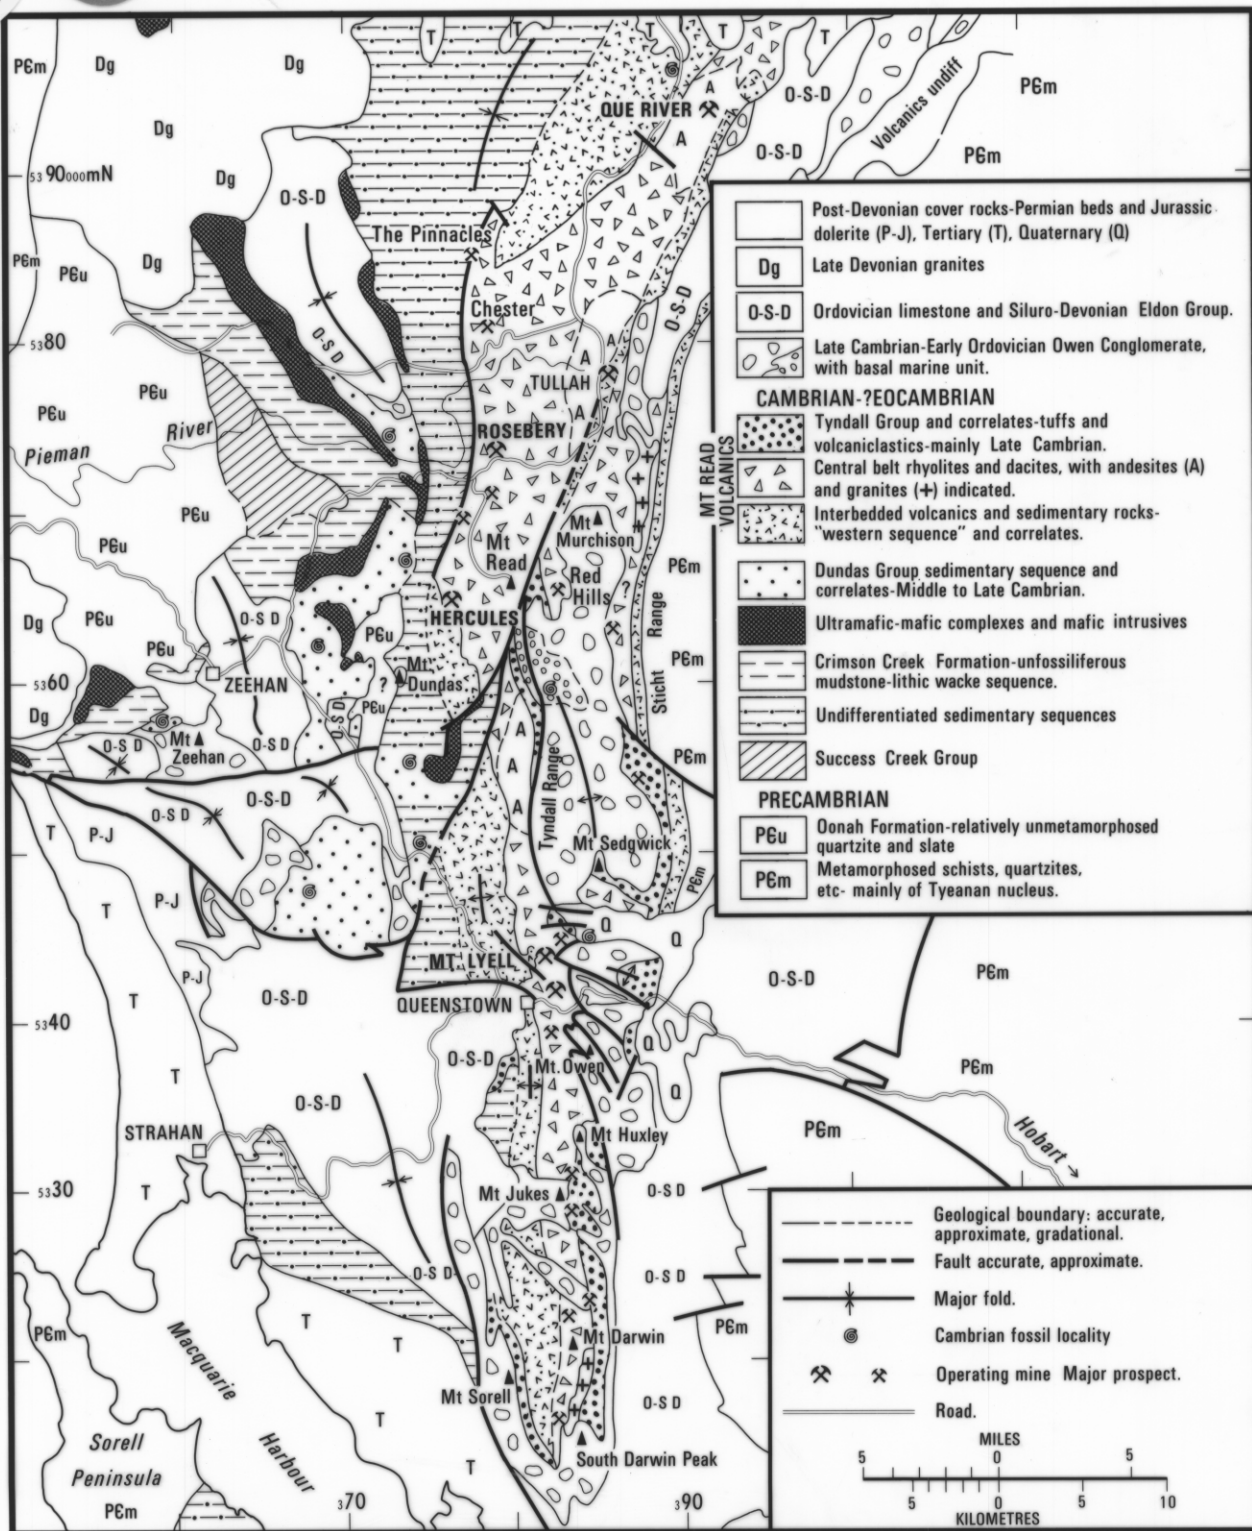 PЄm
Dg
Dg
T
T
T
T
T
Dg
QUE RIVER
A
O-S-D
Volcanics undiff
PЄm
A
O-S-D
PЄm
5390000mN
Dg
O-S-D
The Pinnacles
PЄm
PЄu
Dg
Chester
O-S-D
O-S-D
5380
PЄu
A
A
TULLAH
A
PЄu
River
Pieman
ROSEBERY
PЄu
PЄu
Mt Murchison
Mt Read
Red Hills
?
PЄm
Dg
PЄu
O-S D
PЄu
HERCULES
Range
PЄu
ZEEHAN
?
Mt Dundas
PЄm
Sticht
5360
Dg
PЄu
O-S-D
A
O-S D
Mt Zeehan
O-S-D
PЄm
A
Tyndall Range
O-S-D
O-S D
A
T
P-J
Mt Sedgwick
PЄm
T
P-J
Q
Q
MT. LYELL
P-J
T
O-S-D
O-S-D
PЄm
QUEENSTOWN
5340
O-S-D
Q
Mt. Owen
T
PЄm
Q
O-S-D
STRAHAN
Mt Huxley
PЄm
Hobart →
5330
T
Mt Jukes
O-S D
O-S D
O-S D
PЄm
T
T
Mt Darwin
PЄm
Macquarie
Mt Sorell
O-S D
T
Sorell
Peninsula
Harbour
T
South Darwin Peak
PЄm
370
390
Post-Devonian cover rocks-Permian beds and Jurassic
dolerite (P-J), Tertiary (T), Quaternary (Q)
Dg Late Devonian granites
O-S-D Ordovician limestone and Siluro-Devonian Eldon Group.
Late Cambrian-Early Ordovician Owen Conglomerate,
with basal marine unit.
CAMBRIAN-?EOCAMBRIAN
MT READ
VOLCANICS
Tyndall Group and correlates-tuffs and
volcaniclastics-mainly Late Cambrian.
Central belt rhyolites and dacites, with andesites (A)
and granites (+) indicated.
Interbedded volcanics and sedimentary rocks-
"western sequence" and correlates.
Dundas Group sedimentary sequence and
correlates-Middle to Late Cambrian.
Ultramafic-mafic complexes and mafic intrusives
Crimson Creek Formation-unfossiliferous
mudstone-lithic wacke sequence.
Undifferentiated sedimentary sequences
Success Creek Group
PRECAMBRIAN
PЄu Oonah Formation-relatively unmetamorphosed
quartzite and slate
PЄm Metamorphosed schists, quartzites,
etc- mainly of Tyeanan nucleus.
Geological boundary: accurate,
approximate, gradational.
Fault accurate, approximate.
Major fold.
Cambrian fossil locality
Operating mine Major prospect.
Road.
MILES
5 0 5
5 0 5 10
KILOMETRES